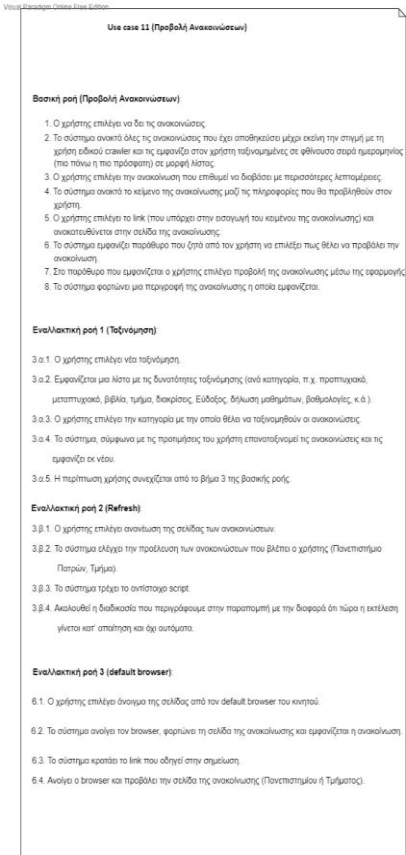 Visual Paradigm Online Free Edition
Use case 11 (Προβολή Ανακοινώσεων)
Βασική ροή (Προβολή Ανακοινώσεων):
1. Ο χρήστης επιλέγει να δει τις ανακοινώσεις.
2. Το σύστημα ανακτά όλες τις ανακοινώσεις που έχει αποθηκεύσει μέχρι εκείνη την στιγμή με τη
χρήση ειδικού crawler και τις εμφανίζει στον χρήστη ταξινομημένες σε φθίνουσα σειρά ημερομηνίας
(πιο πάνω η πιο πρόσφατη) σε μορφή λίστας.
3. Ο χρήστης επιλέγει την ανακοίνωση που επιθυμεί να διαβάσει με περισσότερες λεπτομέρειες.
4. Το σύστημα ανακτά το κείμενο της ανακοίνωσης μαζί τις πληροφορίες που θα προβληθούν στον
χρήστη.
5. Ο χρήστης επιλέγει το link (που υπάρχει στην εισαγωγή του κειμένου της ανακοίνωσης) και
ανακατευθύνεται στην σελίδα της ανακοίνωσης.
6. Το σύστημα εμφανίζει παράθυρο που ζητά από τον χρήστη να επιλέξει πως θέλει να προβάλει την
ανακοίνωση.
7. Στο παράθυρο που εμφανίζεται ο χρήστης επιλέγει προβολή της ανακοίνωσης μέσω της εφαρμογής.
8. Το σύστημα φορτώνει μια περιγραφή της ανακοίνωσης η οποία εμφανίζεται.
Εναλλακτική ροή 1 (Ταξινόμηση):
3.α.1. Ο χρήστης επιλέγει νέα ταξινόμηση.
3.α.2. Εμφανίζεται μια λίστα με τις δυνατότητες ταξινόμησης (ανά κατηγορία, π.χ. προπτυχιακό,
μεταπτυχιακό, βιβλία, τμήμα, διακρίσεις, Εύδοξος, δήλωση μαθημάτων, βαθμολογίες, κ.ά.).
3.α.3. Ο χρήστης επιλέγει την κατηγορία με την οποία θέλει να ταξινομηθούν οι ανακοινώσεις.
3.α.4. Το σύστημα, σύμφωνα με τις προτιμήσεις του χρήστη επαναταξινομεί τις ανακοινώσεις και τις
εμφανίζει εκ νέου.
3.α.5. Η περίπτωση χρήσης συνεχίζεται από το βήμα 3 της βασικής ροής.
Εναλλακτική ροή 2 (Refresh):
3.β.1. Ο χρήστης επιλέγει ανανέωση της σελίδας των ανακοινώσεων.
3.β.2. Το σύστημα ελέγχει την προέλευση των ανακοινώσεων που βλέπει ο χρήστης (Πανεπιστήμιο
Πατρών, Τμήμα).
3.β.3. Το σύστημα τρέχει το αντίστοιχο script.
3.β.4. Ακολουθεί η διαδικασία που περιγράφουμε στην παραπομπή με την διαφορά ότι τώρα η εκτέλεση
γίνεται κατ' απαίτηση και όχι αυτόματα.
Εναλλακτική ροή 3 (default browser):
6.1. Ο χρήστης επιλέγει άνοιγμα της σελίδας από τον default browser του κινητού.
6.2. Το σύστημα ανοίγει τον browser, φορτώνει τη σελίδα της ανακοίνωσης και εμφανίζεται η ανακοίνωση.
6.3. Το σύστημα κρατάει το link που οδηγεί στην σημείωση.
6.4. Ανοίγει ο browser και προβάλει την σελίδα της ανακοίνωσης (Πανεπιστημίου ή Τμήματος).